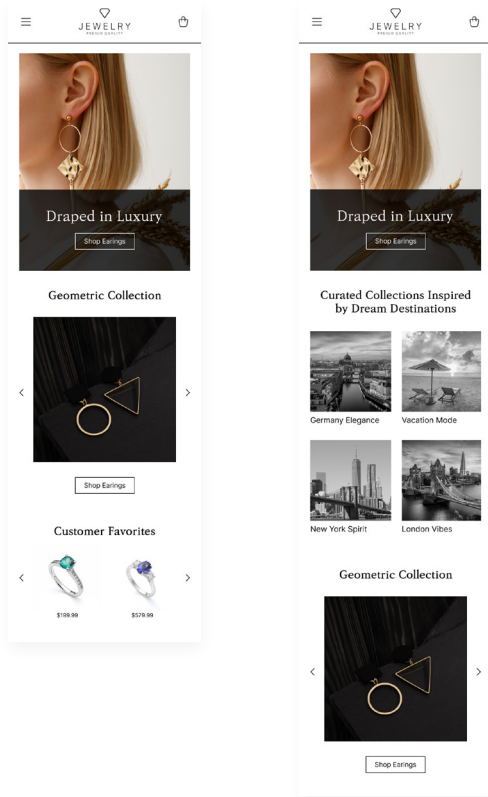 JEWELRY
FRENCH QUALITY
Draped in Luxury
Shop Earings
Geometric Collection
Shop Earings
Customer Favorites
$199.99
$579.99
JEWELRY
FRENCH QUALITY
Draped in Luxury
Shop Earings
Curated Collections Inspired
by Dream Destinations
Germany Elegance
Vacation Mode
New York Spirit
London Vibes
Geometric Collection
Shop Earings